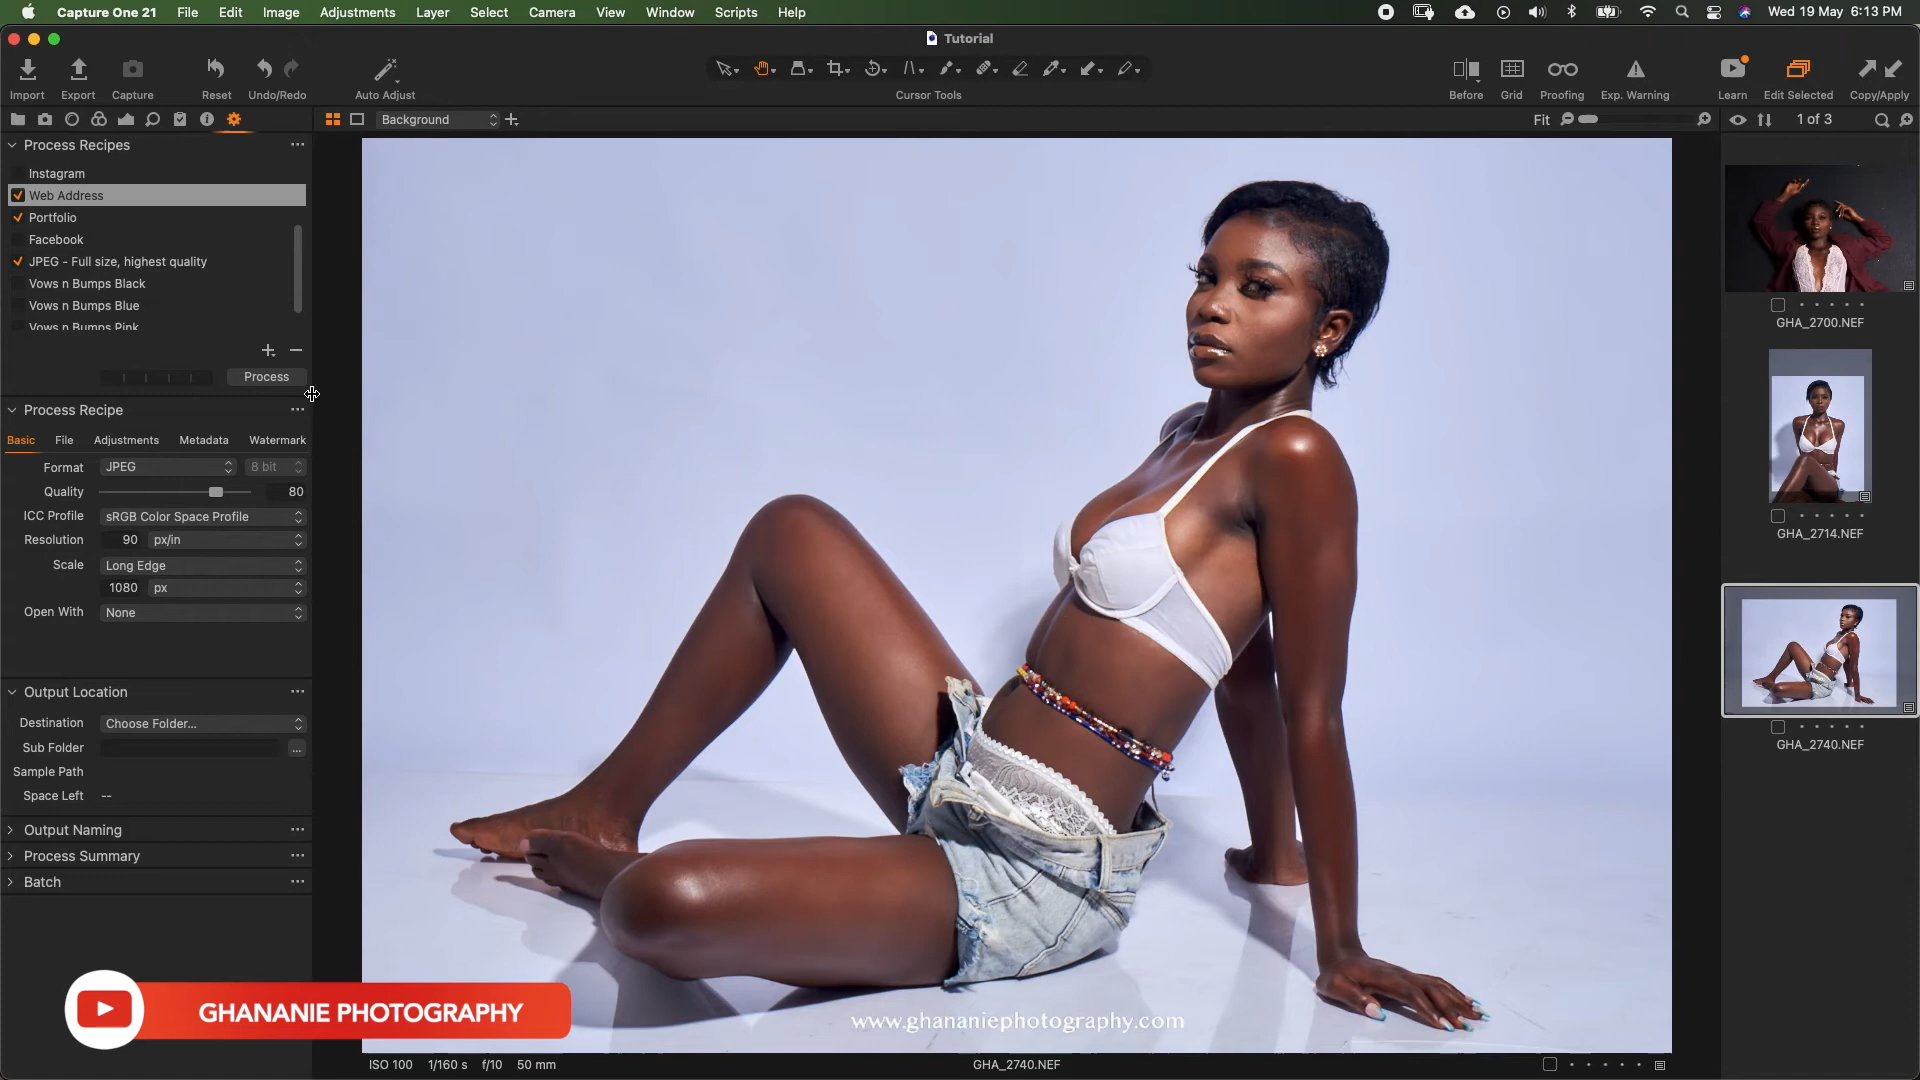 Capture One 21 File Edit Image Adjustments Layer Select Camera View Window Scripts Help Wed 19 May 6:13 PM
Tutorial
Import Export Capture Reset Undo/Redo Auto Adjust Cursor Tools Before Grid Proofing Exp. Warning Learn Edit Selected Copy/Apply
Background Fit 1 of 3
Process Recipes
Instagram
Web Address
Portfolio
Facebook
JPEG - Full size, highest quality
Vows n Bumps Black
Vows n Bumps Blue
Vows n Bumps Pink
Process
Process Recipe
Basic File Adjustments Metadata Watermark
Format JPEG 8 bit
Quality 80
ICC Profile sRGB Color Space Profile
Resolution 90 px/in
Scale Long Edge
1080 px
Open With None
Output Location
Destination Choose Folder...
Sub Folder ...
Sample Path
Space Left --
Output Naming
Process Summary
Batch
GHANANIE PHOTOGRAPHY
www.ghananiephotography.com
ISO 100 1/160 s f/10 50 mm GHA_2740.NEF
GHA_2700.NEF
GHA_2714.NEF
GHA_2740.NEF